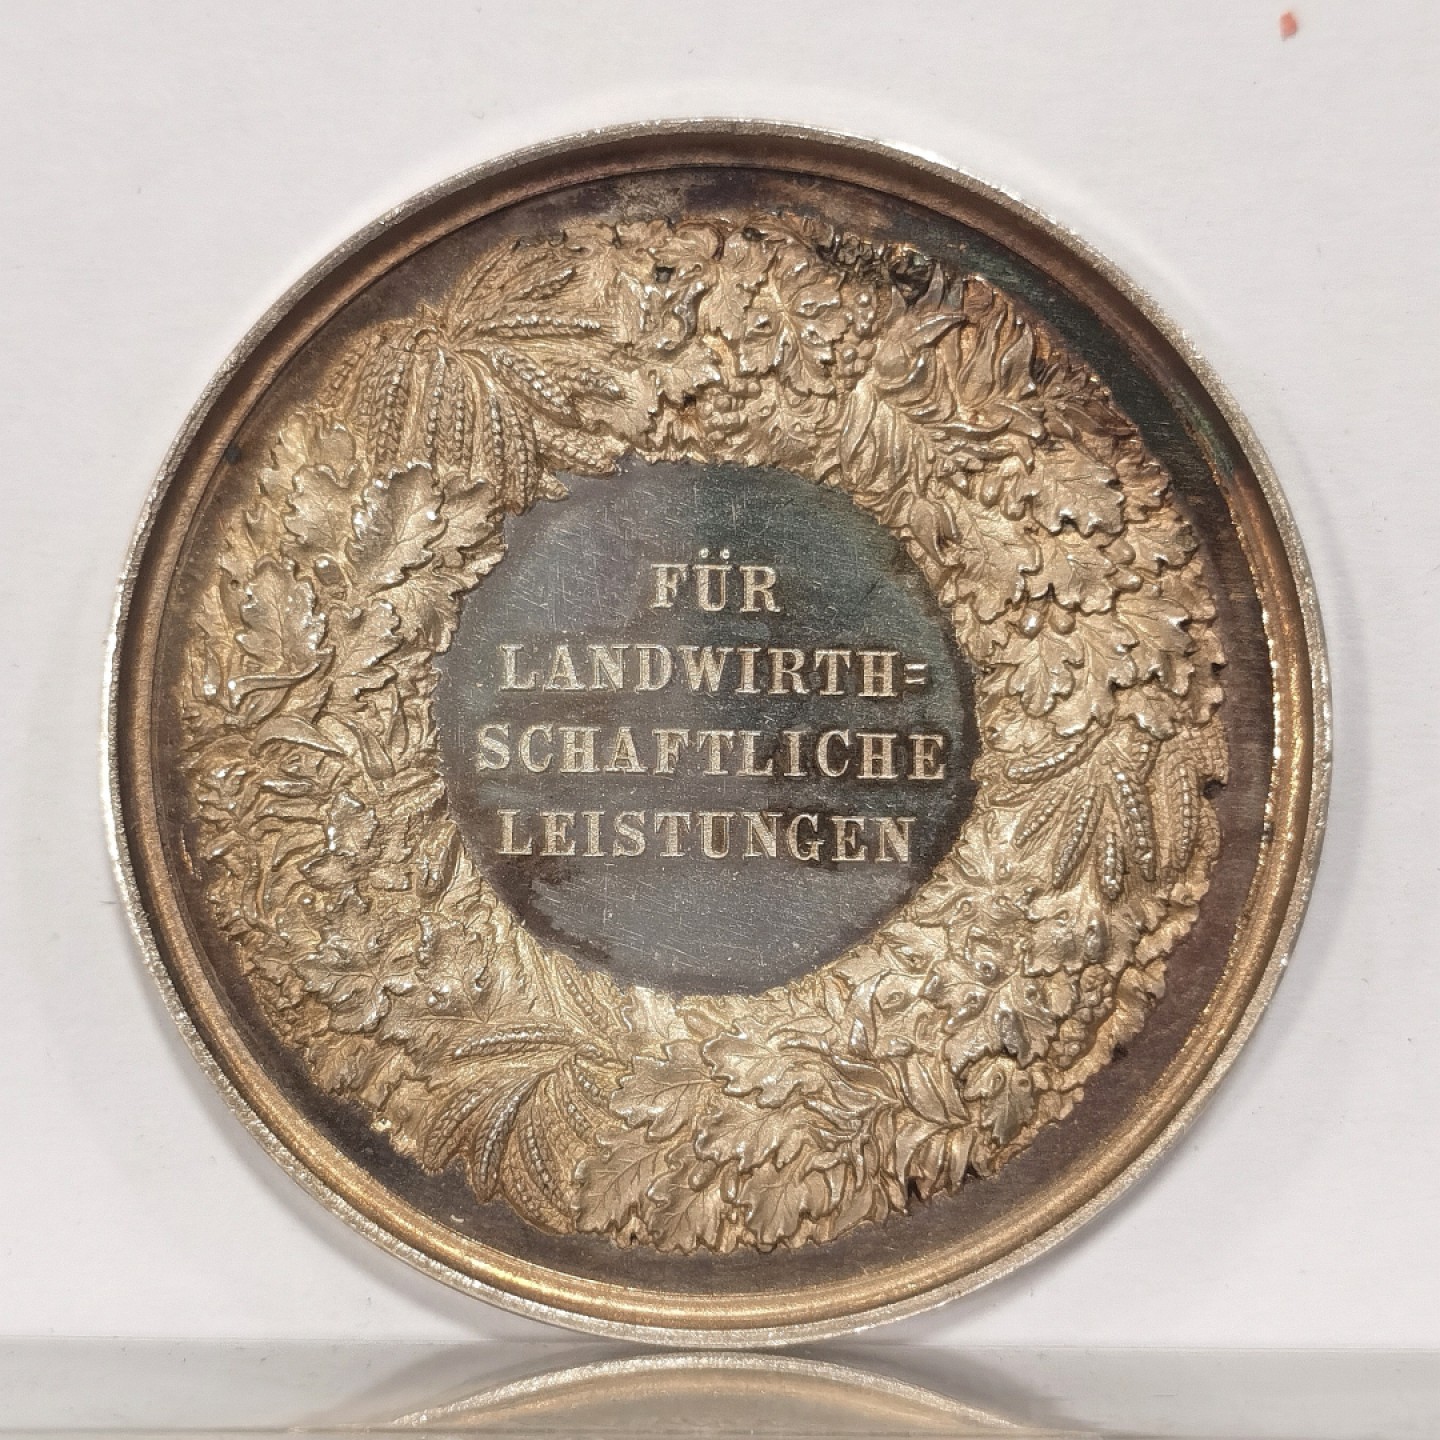 FÜR
LANDWIRTH=
SCHAFTLICHE
LEISTUNGEN